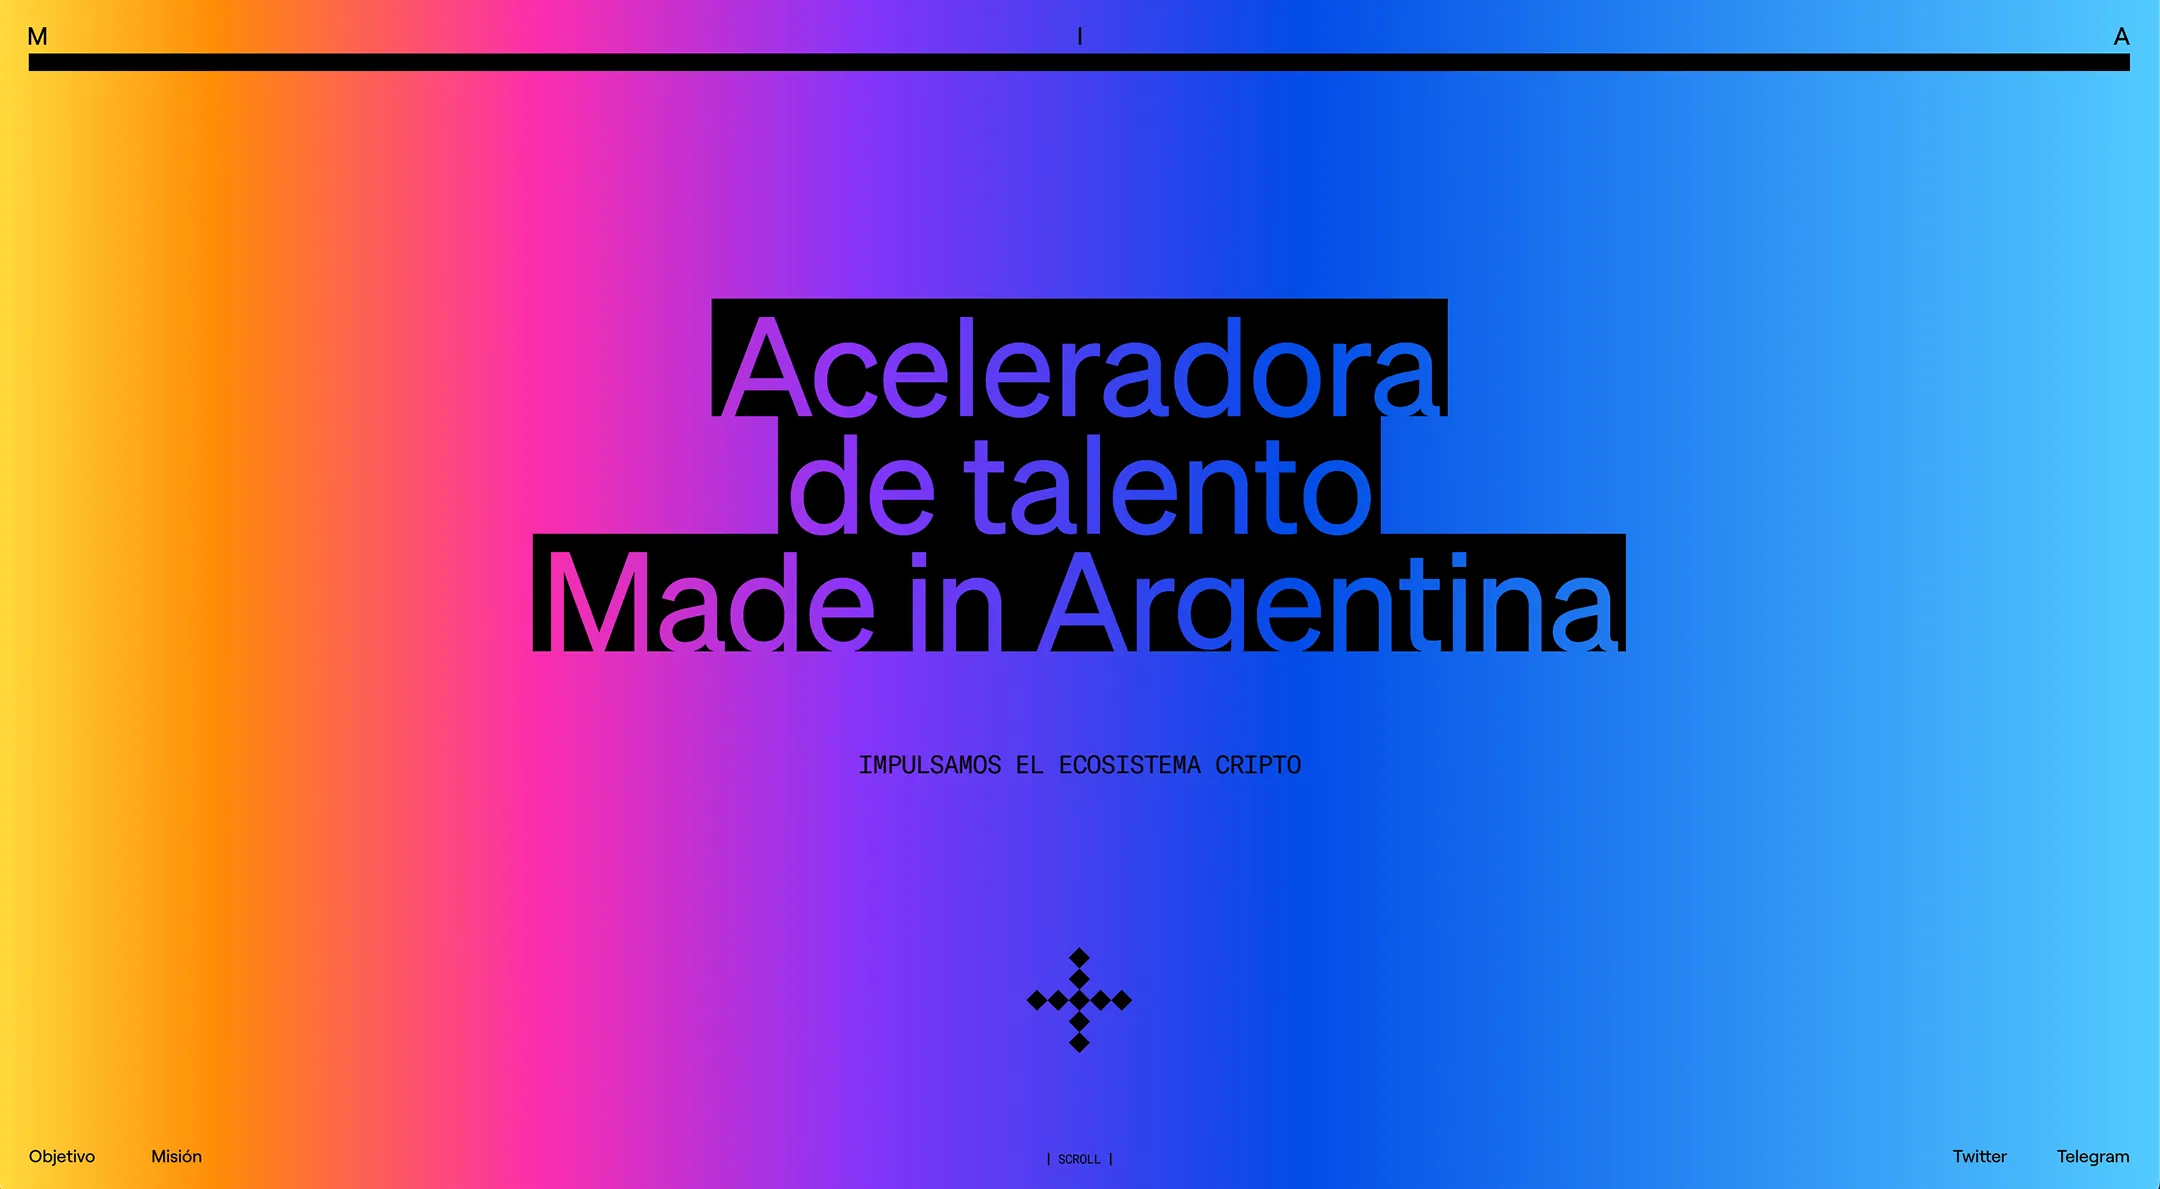 M I A
Aceleradora
de talento
Made in Argentina
IMPULSAMOS EL ECOSISTEMA CRIPTO
Objetivo Misión | SCROLL | Twitter Telegram